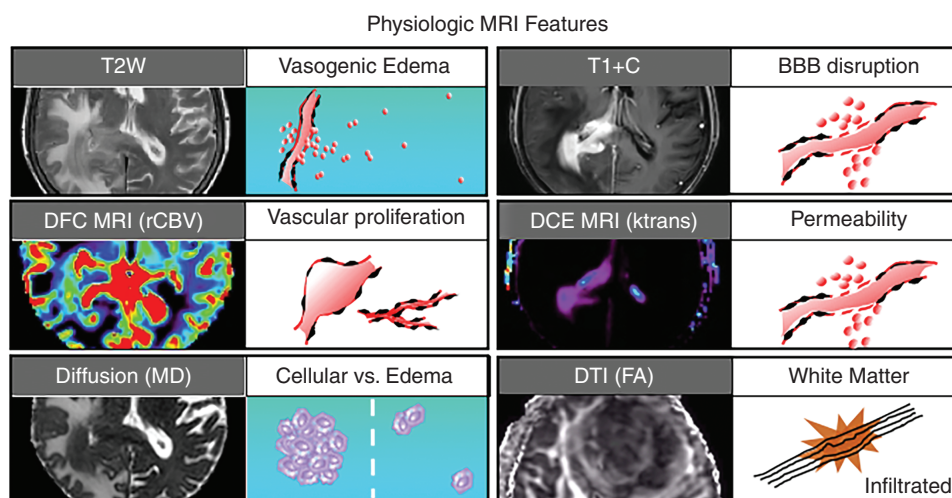 Physiologic MRI Features
T2W
Vasogenic Edema
T1+C
BBB disruption
DFC MRI (rCBV)
Vascular proliferation
DCE MRI (ktrans)
Permeability
Diffusion (MD)
Cellular vs. Edema
DTI (FA)
White Matter
Infiltrated